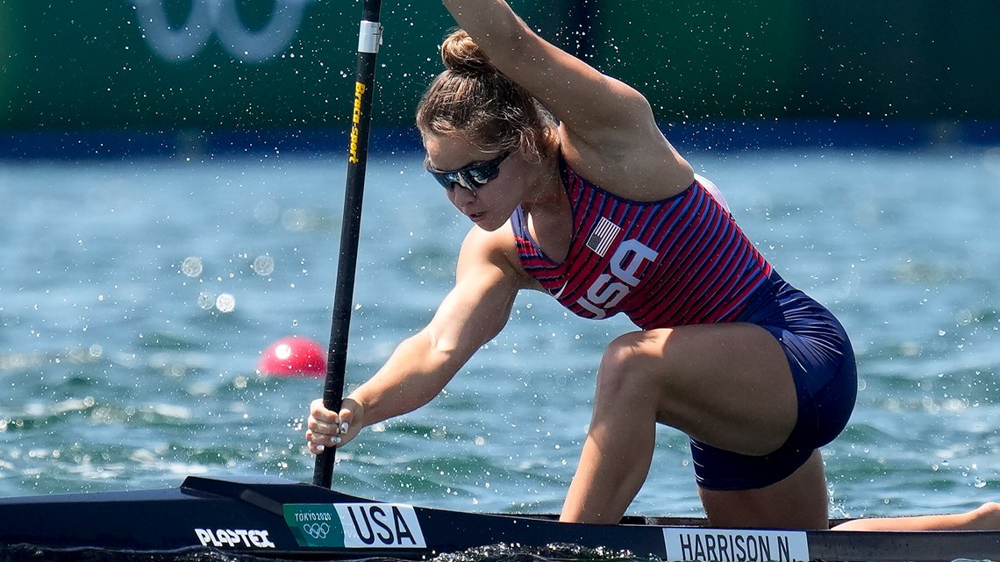 Braca-sport
USA
PLAYTEX
TOKYO 2020
USA
HARRISON N.